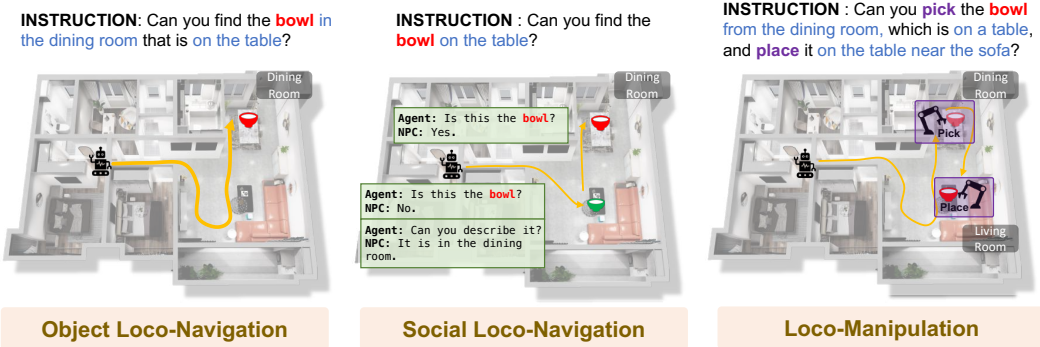 INSTRUCTION: Can you find the bowl in
the dining room that is on the table?
Dining
Room
Object Loco-Navigation
INSTRUCTION : Can you find the
bowl on the table?
Dining
Room
Agent: Is this the bowl?
NPC: Yes.
Agent: Is this the bowl?
NPC: No.
Agent: Can you describe it?
NPC: It is in the dining
room.
Social Loco-Navigation
INSTRUCTION : Can you pick the bowl
from the dining room, which is on a table,
and place it on the table near the sofa?
Dining
Room
Pick
Place
Living
Room
Loco-Manipulation